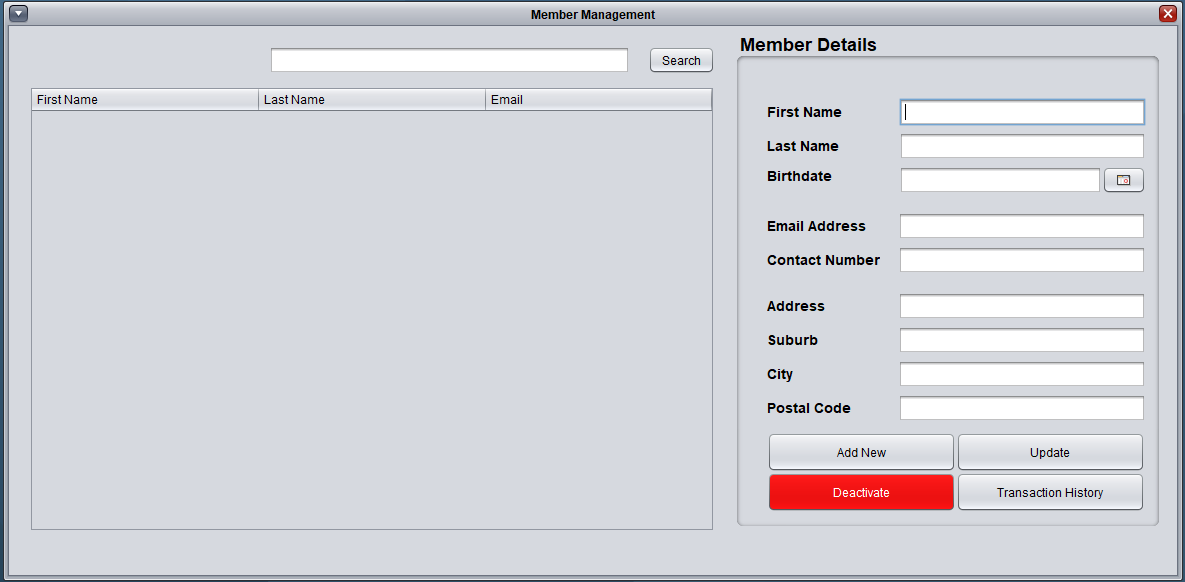 Member Management
Search
First Name Last Name Email
Member Details
First Name
Last Name
Birthdate
Email Address
Contact Number
Address
Suburb
City
Postal Code
Add New Update
Deactivate Transaction History